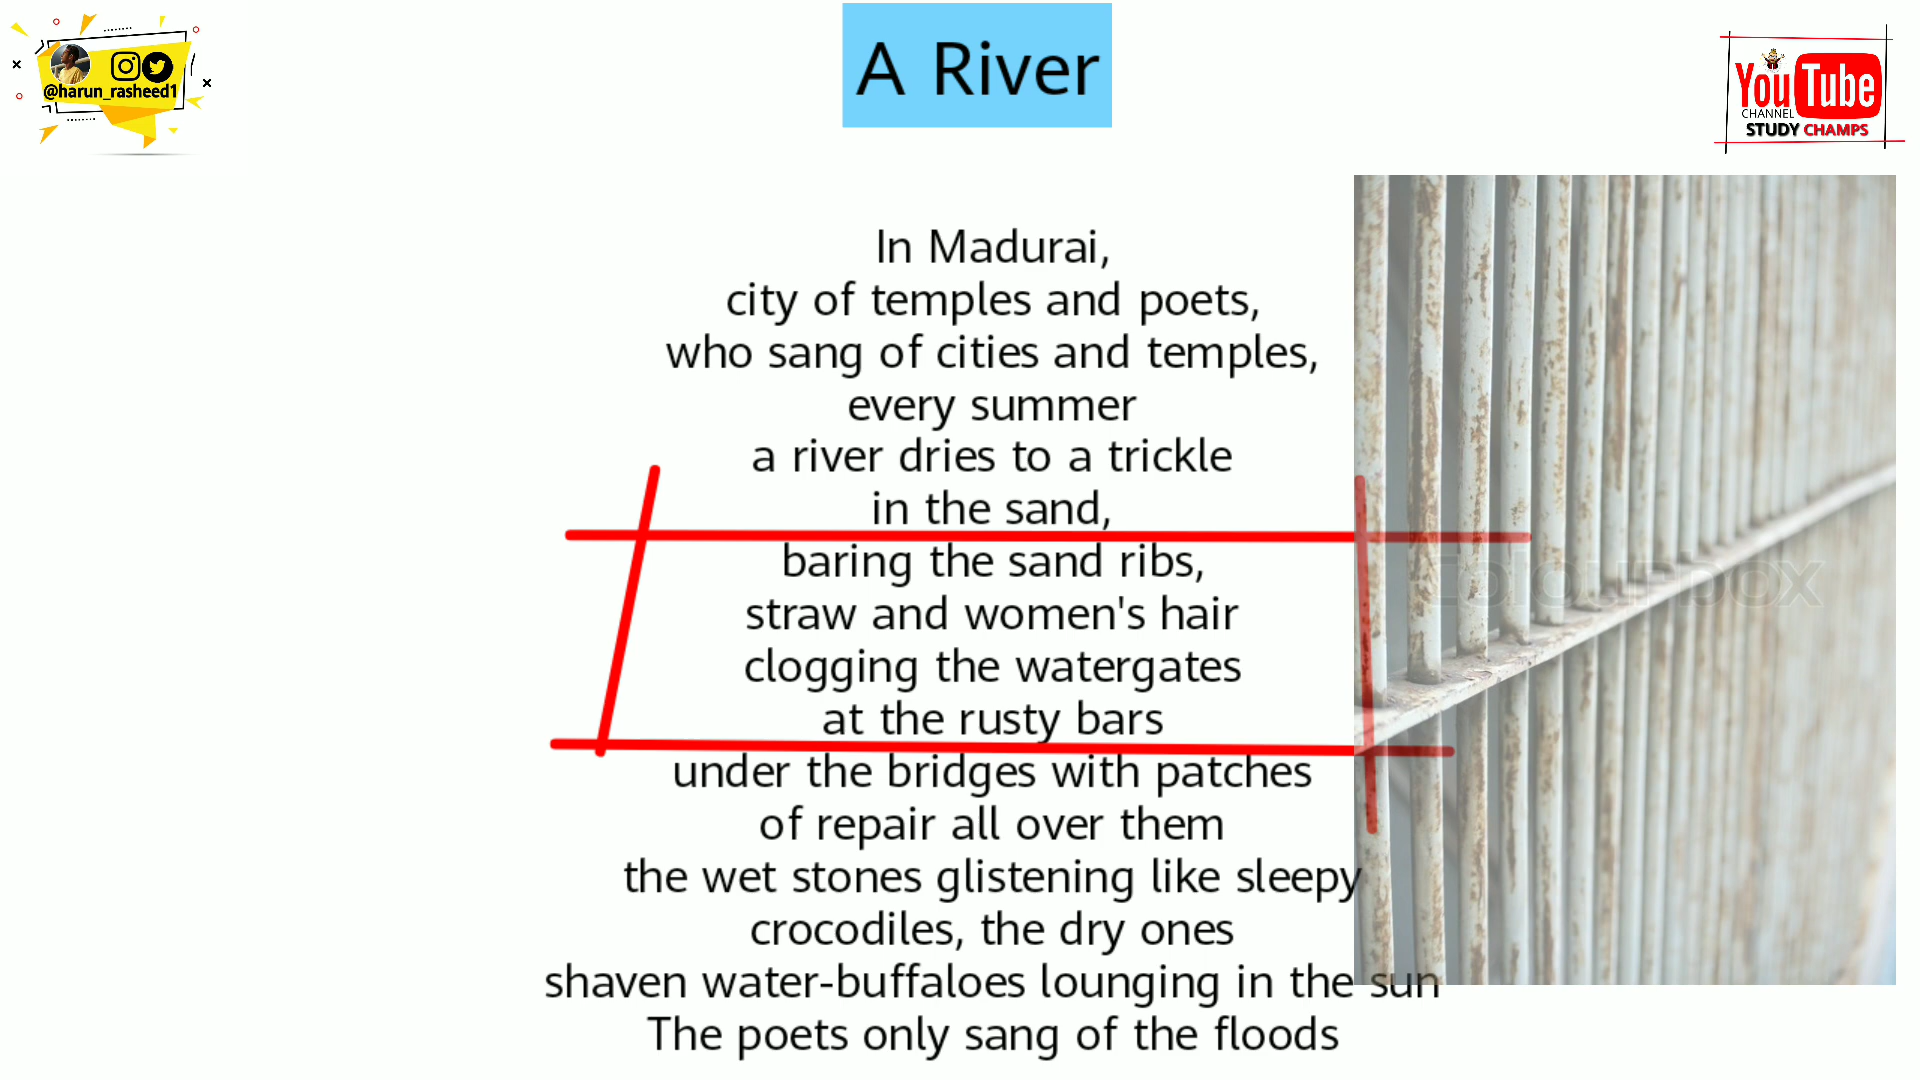 A River
@harun_rasheed1
You Tube
CHANNEL
STUDY CHAMPS
In Madurai,
city of temples and poets,
who sang of cities and temples,
every summer
a river dries to a trickle
in the sand,
baring the sand ribs,
straw and women's hair
clogging the watergates
at the rusty bars
under the bridges with patches
of repair all over them
the wet stones glistening like sleepy
crocodiles, the dry ones
shaven water-buffaloes lounging in the sun
The poets only sang of the floods
colourbox